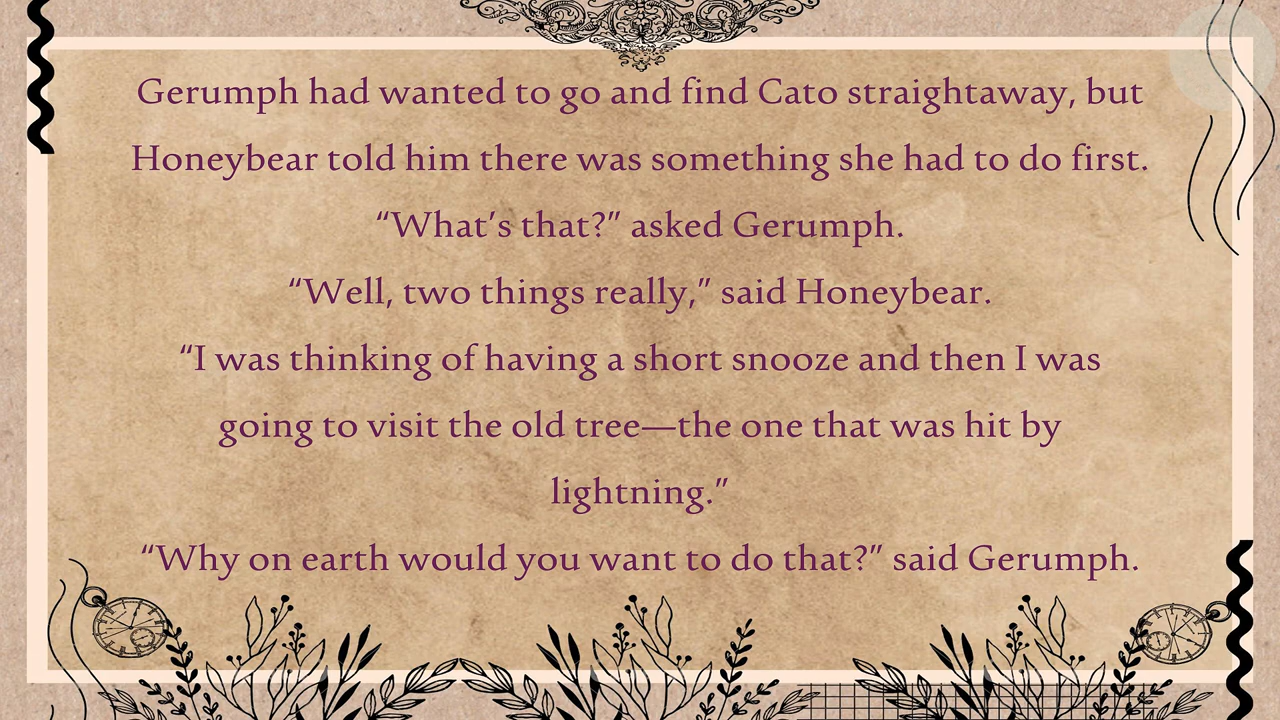 Gerumph had wanted to go and find Cato straightaway, but
Honeybear told him there was something she had to do first.
“What’s that?” asked Gerumph.
“Well, two things really,” said Honeybear.
“I was thinking of having a short snooze and then I was
going to visit the old tree—the one that was hit by
lightning.”
“Why on earth would you want to do that?” said Gerumph.